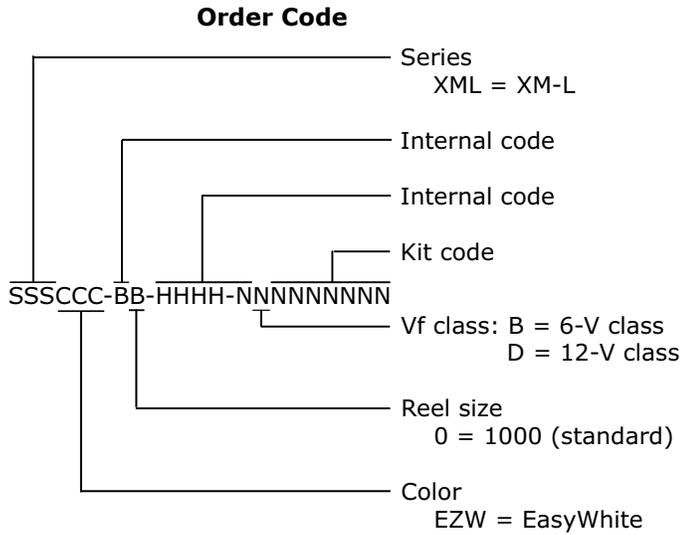 Order Code
Series
XML = XM-L
Internal code
Internal code
Kit code
SSSCCC-BB-HHHH-NNNNNNNNN
Vf class: B = 6-V class
D = 12-V class
Reel size
0 = 1000 (standard)
Color
EZW = EasyWhite